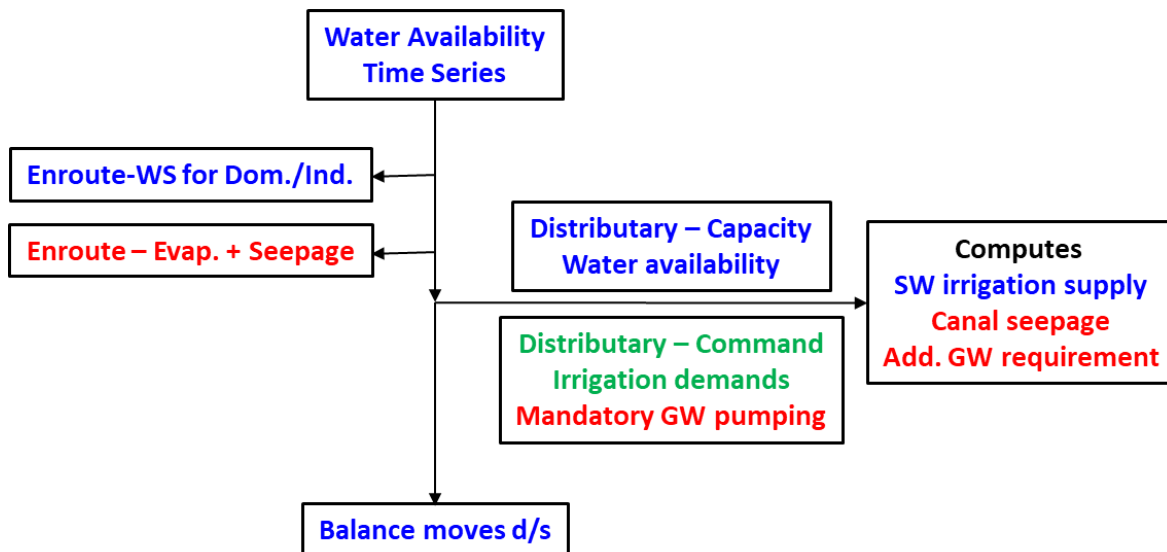 Water Availability
Time Series
Enroute-WS for Dom./Ind.
Enroute – Evap. + Seepage
Distributary – Capacity
Water availability
Distributary – Command
Irrigation demands
Mandatory GW pumping
Computes
SW irrigation supply
Canal seepage
Add. GW requirement
Balance moves d/s